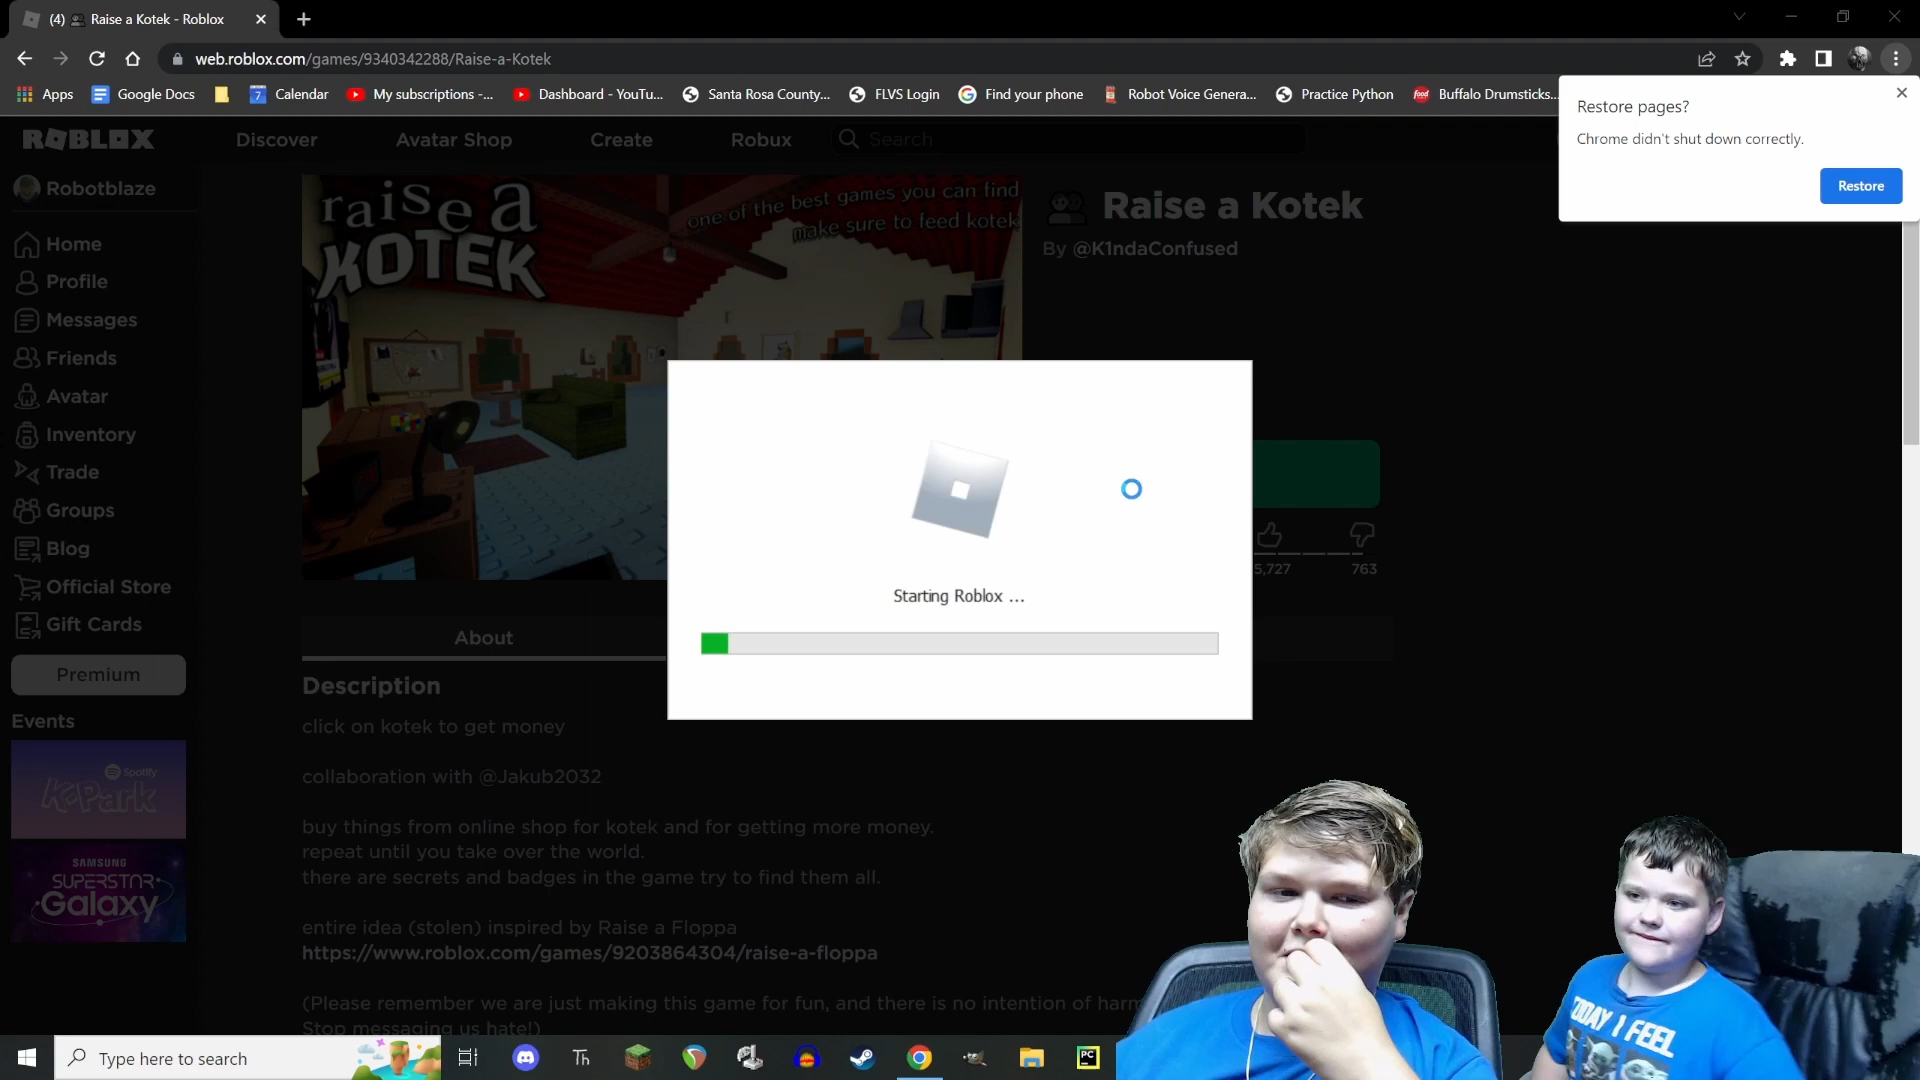 (4) Raise a Kotek - Roblox
web.roblox.com/games/9340342288/Raise-a-Kotek
Apps
Google Docs
7
Calendar
My subscriptions -...
Dashboard - YouTu...
Santa Rosa County...
FLVS Login
Find your phone
Robot Voice Genera...
Practice Python
food
Buffalo Drumsticks...
Restore pages?
Chrome didn't shut down correctly.
Restore
ROBLOX
Discover
Avatar Shop
Create
Robux
Search
Robotblaze
Home
Profile
Messages
Friends
Avatar
Inventory
Trade
Groups
Blog
Official Store
Gift Cards
Premium
Events
Spotify
K-Park
SAMSUNG
SUPERSTAR
Galaxy
raise a
KOTEK
one of the best games you can find
make sure to feed kotek
Raise a Kotek
By @K1ndaConfused
5,727
763
Starting Roblox ...
About
Description
click on kotek to get money
collaboration with @Jakub2032
buy things from online shop for kotek and for getting more money.
repeat until you take over the world.
there are secrets and badges in the game try to find them all.
entire idea (stolen) inspired by Raise a Floppa
https://www.roblox.com/games/9203864304/raise-a-floppa
(Please remember we are just making this game for fun, and there is no intention of harm
Stop messaging us hate!)
TODAY I FEEL
Type here to search
Th
PC